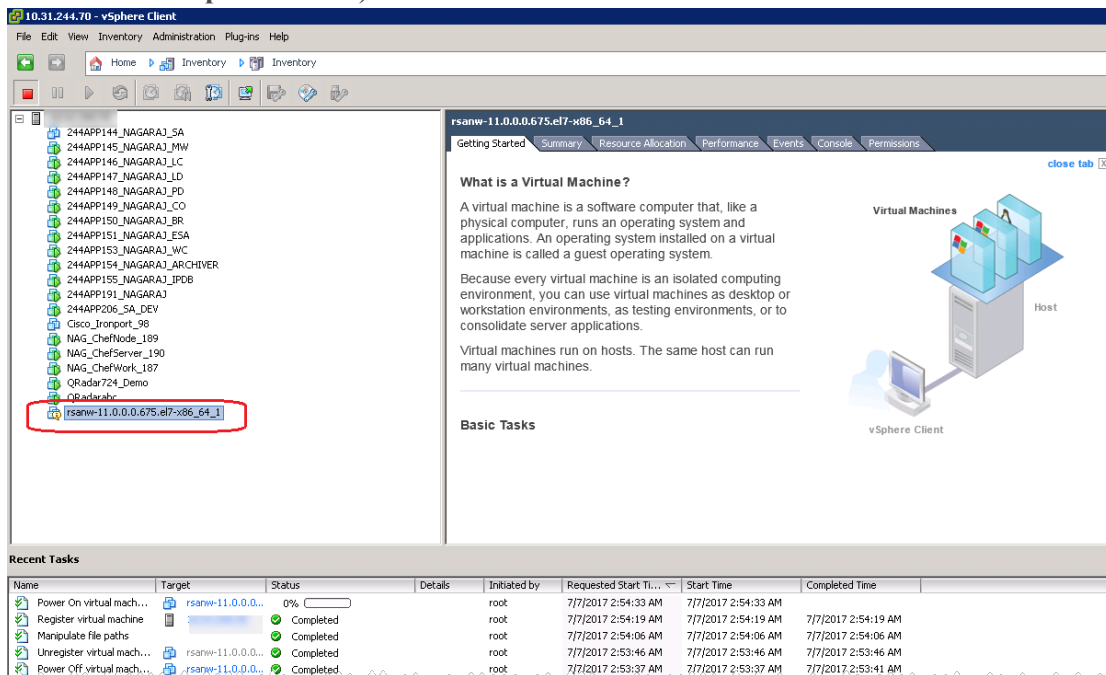 10.31.244.70 - vSphere Client
File Edit View Inventory Administration Plug-ins Help
Home Inventory Inventory
244APP144_NAGARAJ_SA
244APP145_NAGARAJ_MW
244APP146_NAGARAJ_LC
244APP147_NAGARAJ_LD
244APP148_NAGARAJ_PD
244APP149_NAGARAJ_CO
244APP150_NAGARAJ_BR
244APP151_NAGARAJ_ESA
244APP153_NAGARAJ_WC
244APP154_NAGARAJ_ARCHIVER
244APP155_NAGARAJ_IPDB
244APP191_NAGARAJ
244APP206_SA_DEV
Cisco_Ironport_98
NAG_ChefNode_189
NAG_ChefServer_190
NAG_ChefWork_187
QRadar724_Demo
QRadarabc
rsanw-11.0.0.0.675.el7-x86_64_1
rsanw-11.0.0.0.675.el7-x86_64_1
Getting Started Summary Resource Allocation Performance Events Console Permissions
close tab X
What is a Virtual Machine?
A virtual machine is a software computer that, like a
physical computer, runs an operating system and
applications. An operating system installed on a virtual
machine is called a guest operating system.
Because every virtual machine is an isolated computing
environment, you can use virtual machines as desktop or
workstation environments, as testing environments, or to
consolidate server applications.
Virtual machines run on hosts. The same host can run
many virtual machines.
Basic Tasks
Virtual Machines
Host
vSphere Client
Recent Tasks
Name Target Status Details Initiated by Requested Start Ti... Start Time Completed Time
Power On virtual mach... rsanw-11.0.0.0... 0% root 7/7/2017 2:54:33 AM 7/7/2017 2:54:33 AM
Register virtual machine Completed root 7/7/2017 2:54:19 AM 7/7/2017 2:54:19 AM 7/7/2017 2:54:19 AM
Manipulate file paths Completed root 7/7/2017 2:54:06 AM 7/7/2017 2:54:06 AM 7/7/2017 2:54:06 AM
Unregister virtual mach... rsanw-11.0.0.0... Completed root 7/7/2017 2:53:46 AM 7/7/2017 2:53:46 AM 7/7/2017 2:53:46 AM
Power Off virtual mach... rsanw-11.0.0.0... Completed root 7/7/2017 2:53:37 AM 7/7/2017 2:53:37 AM 7/7/2017 2:53:41 AM